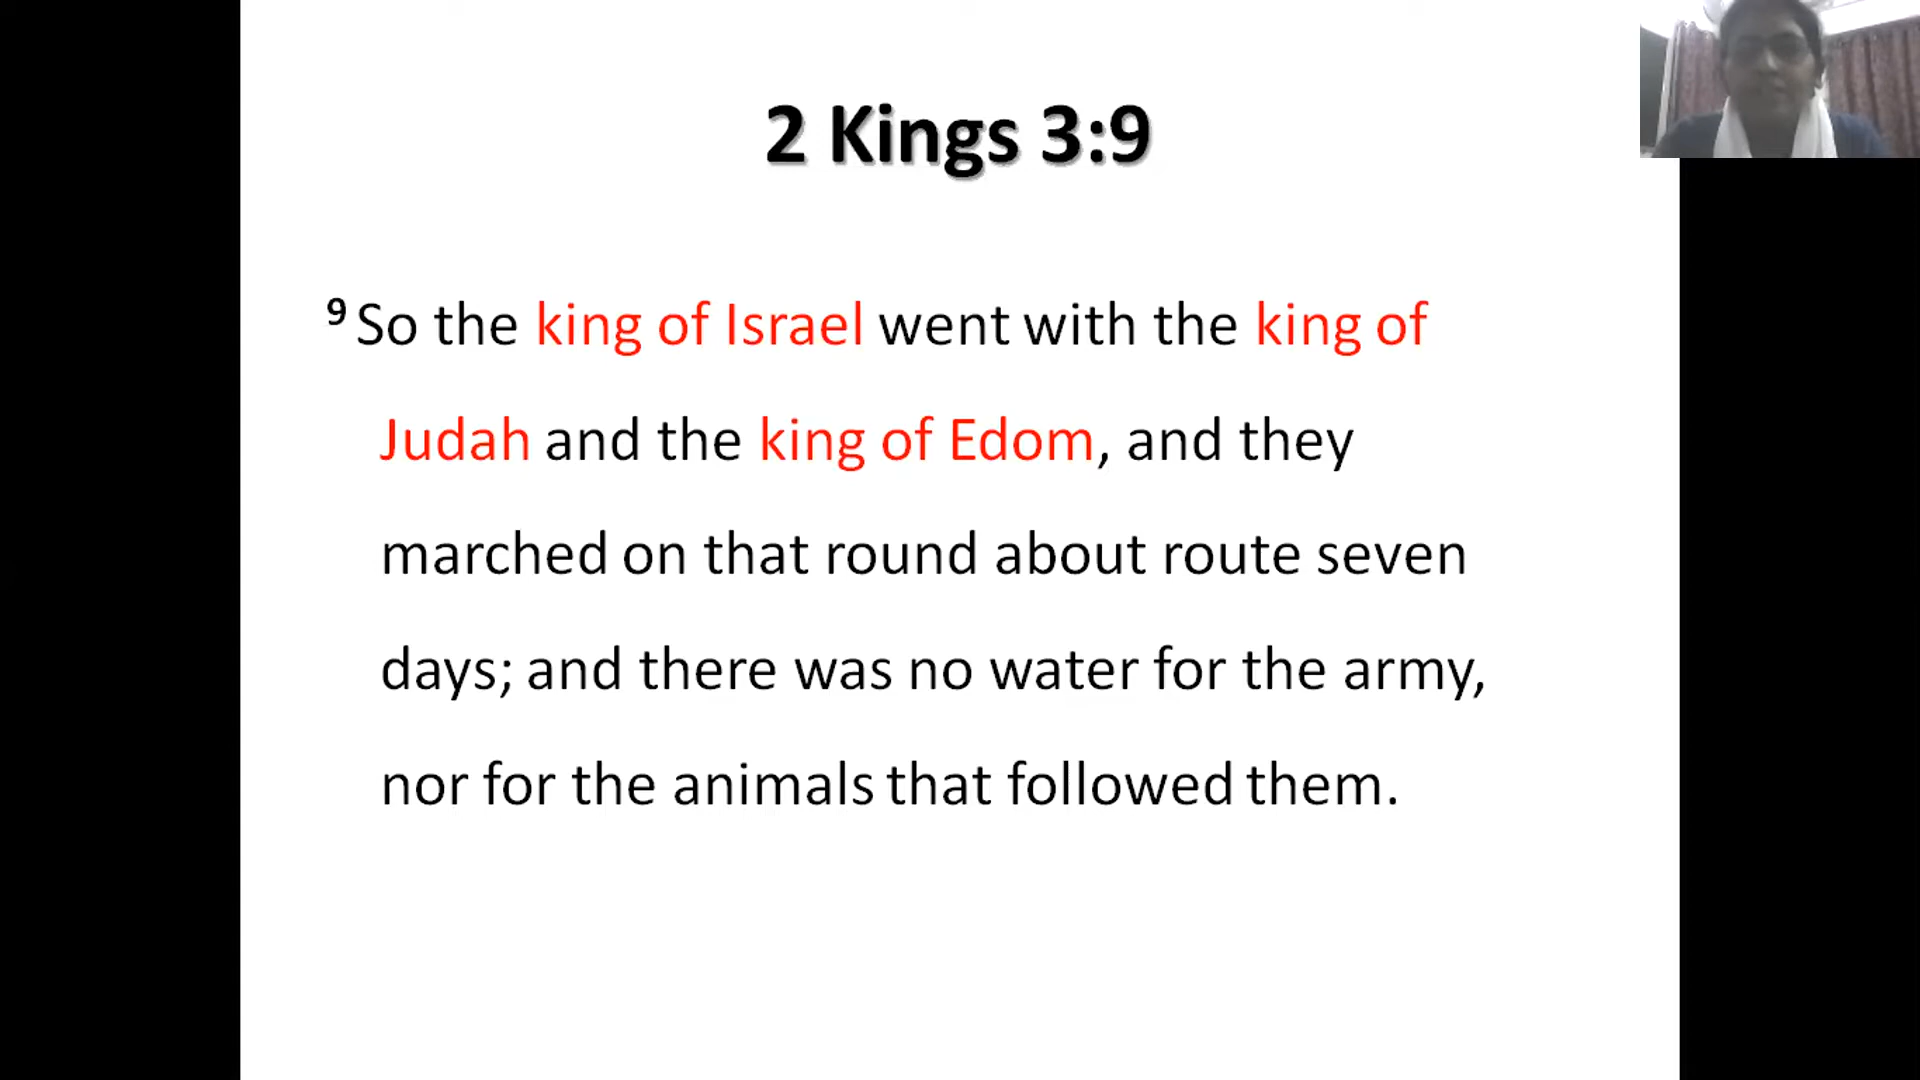 2 Kings 3:9
9 So the king of Israel went with the king of
Judah and the king of Edom, and they
marched on that round about route seven
days; and there was no water for the army,
nor for the animals that followed them.